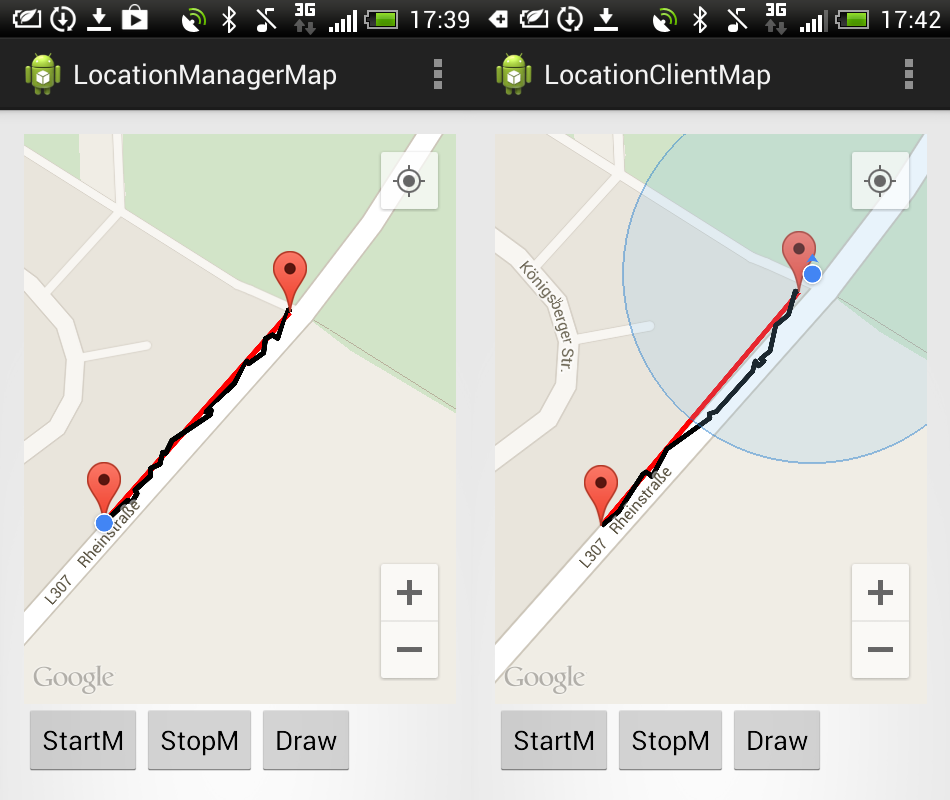 3G 17:39
LocationManagerMap
L307 Rheinstraße
Google
StartM StopM Draw
3G 17:42
LocationClientMap
Königsberger Str.
L307 Rheinstraße
Google
StartM StopM Draw